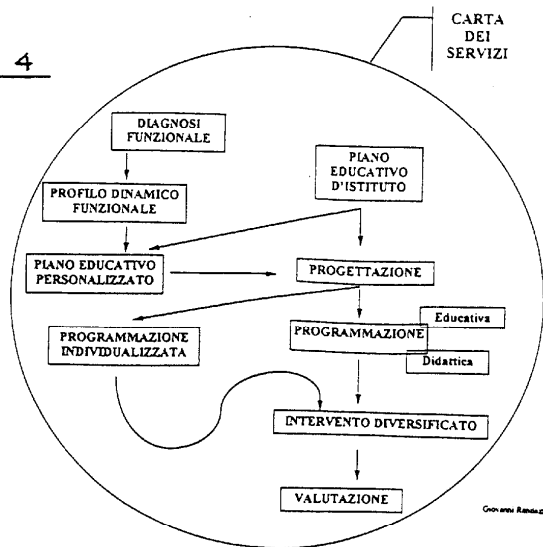 CARTA
DEI
SERVIZI
4
DIAGNOSI
FUNZIONALE
PIANO
EDUCATIVO
D'ISTITUTO
PROFILO DINAMICO
FUNZIONALE
PIANO EDUCATIVO
PERSONALIZZATO
PROGETTAZIONE
PROGRAMMAZIONE
INDIVIDUALIZZATA
PROGRAMMAZIONE
Educativa
Didattica
INTERVENTO DIVERSIFICATO
VALUTAZIONE
Giovanni